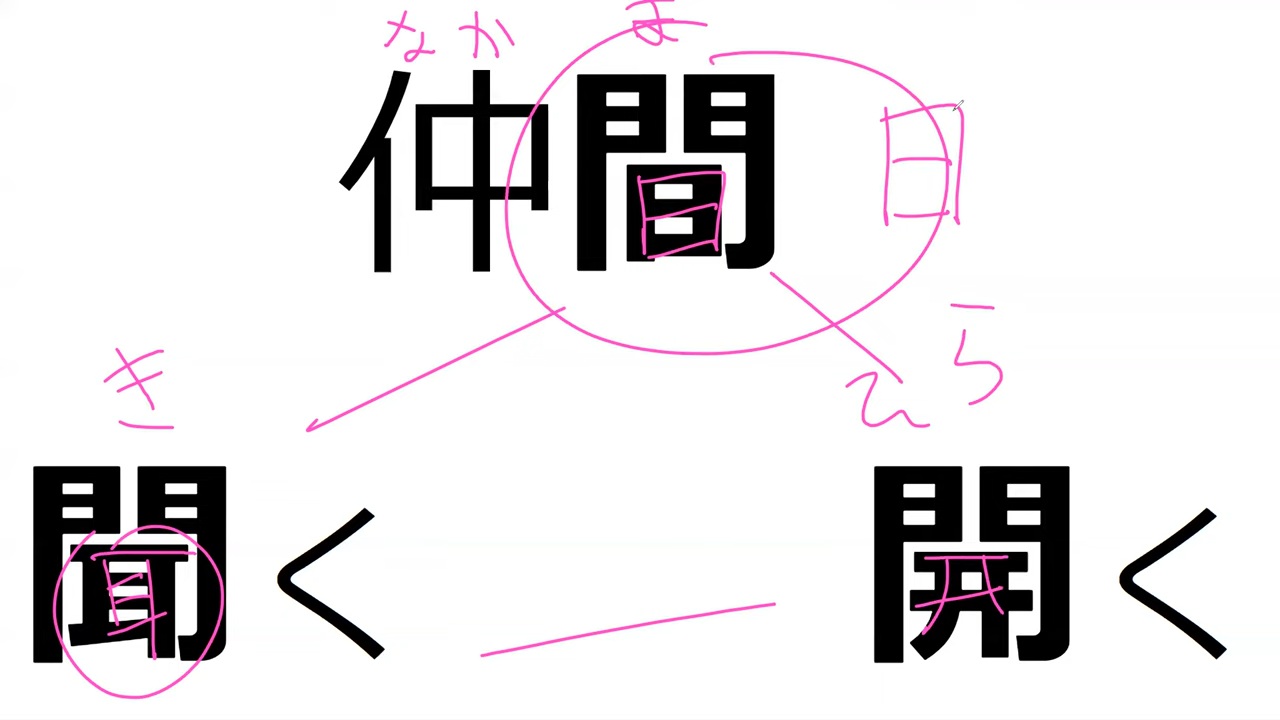 なかま
仲間 日
き ひら
聞く 開く